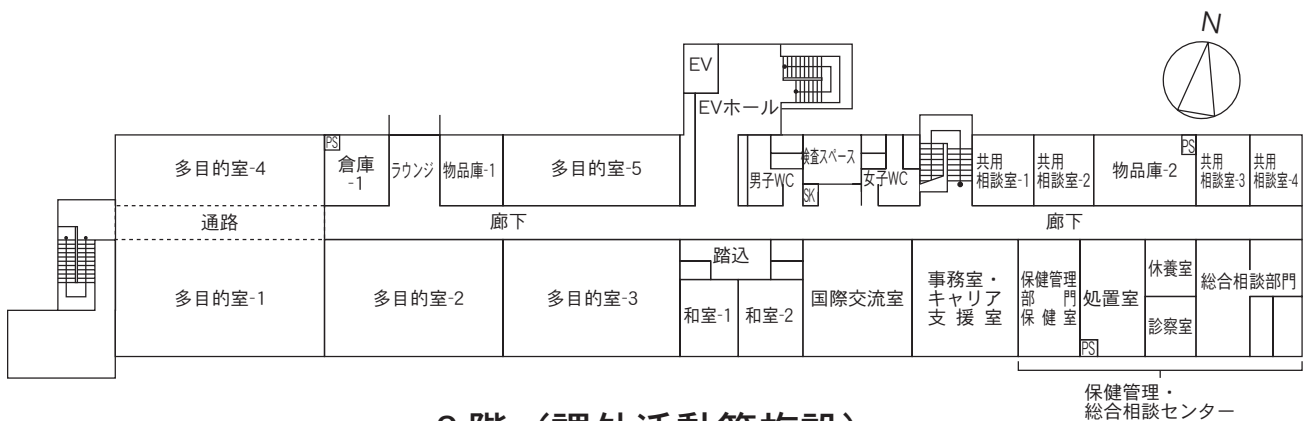 N
EV
EVホール
多目的室-4
PS
倉庫
-1
ラウンジ
物品庫-1
多目的室-5
男子WC
検査スペース
SK
女子WC
共用
相談室-1
共用
相談室-2
物品庫-2
PS
共用
相談室-3
共用
相談室-4
通路
廊下
廊下
多目的室-1
多目的室-2
多目的室-3
踏込
和室-1
和室-2
国際交流室
事務室・
キャリア
支援室
保健管理
部門
保健室
処置室
PS
休養室
診察室
総合相談部門
保健管理・
総合相談センター